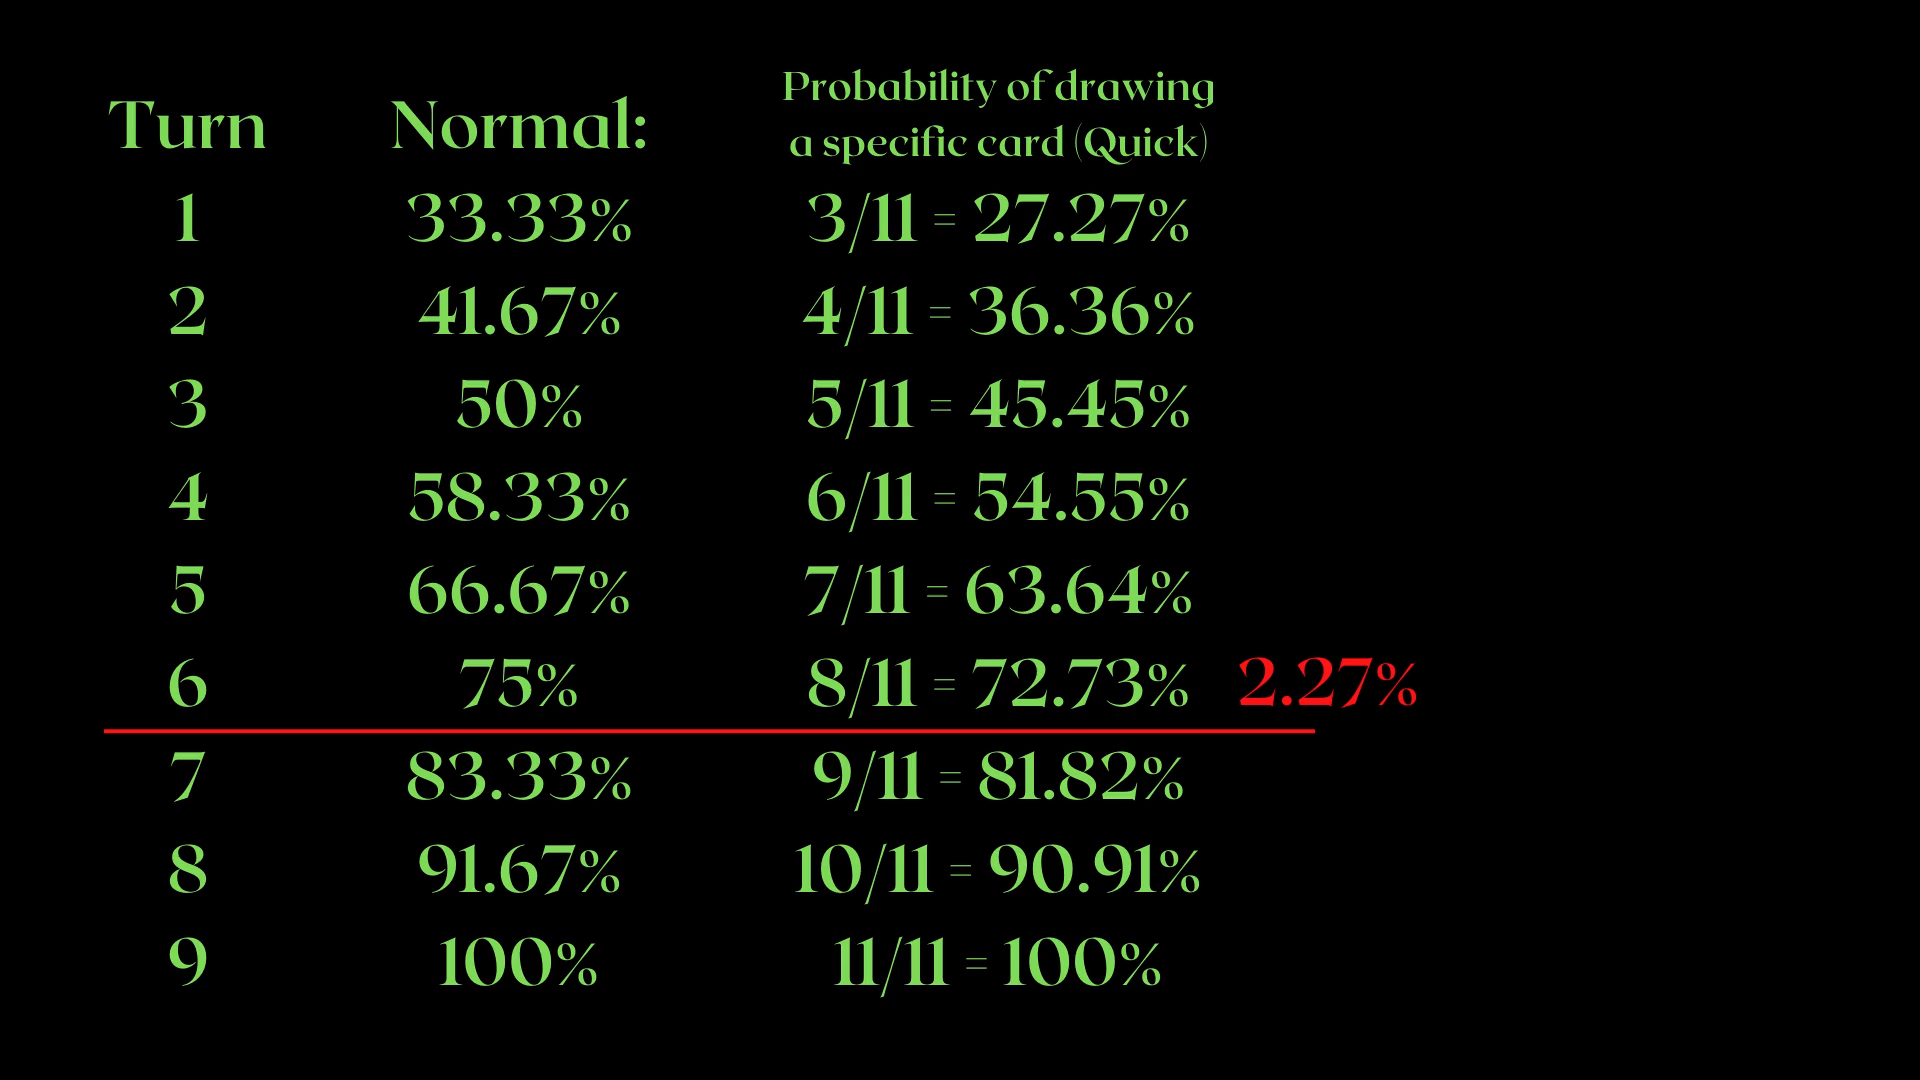 Turn Normal: Probability of drawing
a specific card (Quick)
1 33.33% 3/11 = 27.27%
2 41.67% 4/11 = 36.36%
3 50% 5/11 = 45.45%
4 58.33% 6/11 = 54.55%
5 66.67% 7/11 = 63.64%
6 75% 8/11 = 72.73% 2.27%
7 83.33% 9/11 = 81.82%
8 91.67% 10/11 = 90.91%
9 100% 11/11 = 100%